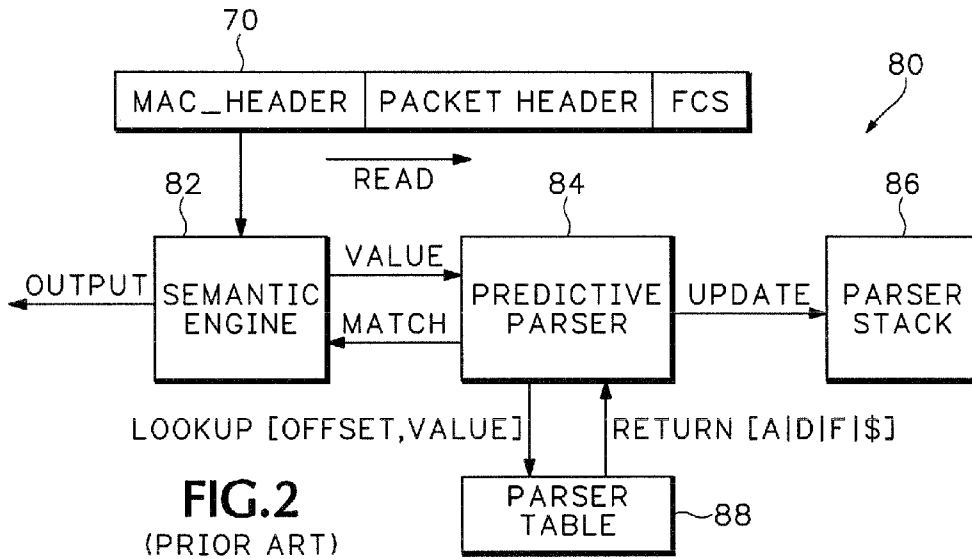 70
MAC_HEADER PACKET HEADER FCS
80
READ
82
84
86
OUTPUT
SEMANTIC
ENGINE
VALUE
MATCH
PREDICTIVE
PARSER
UPDATE
PARSER
STACK
LOOKUP [OFFSET,VALUE]
RETURN [A|D|F|$]
PARSER
TABLE
88
FIG.2
(PRIOR ART)